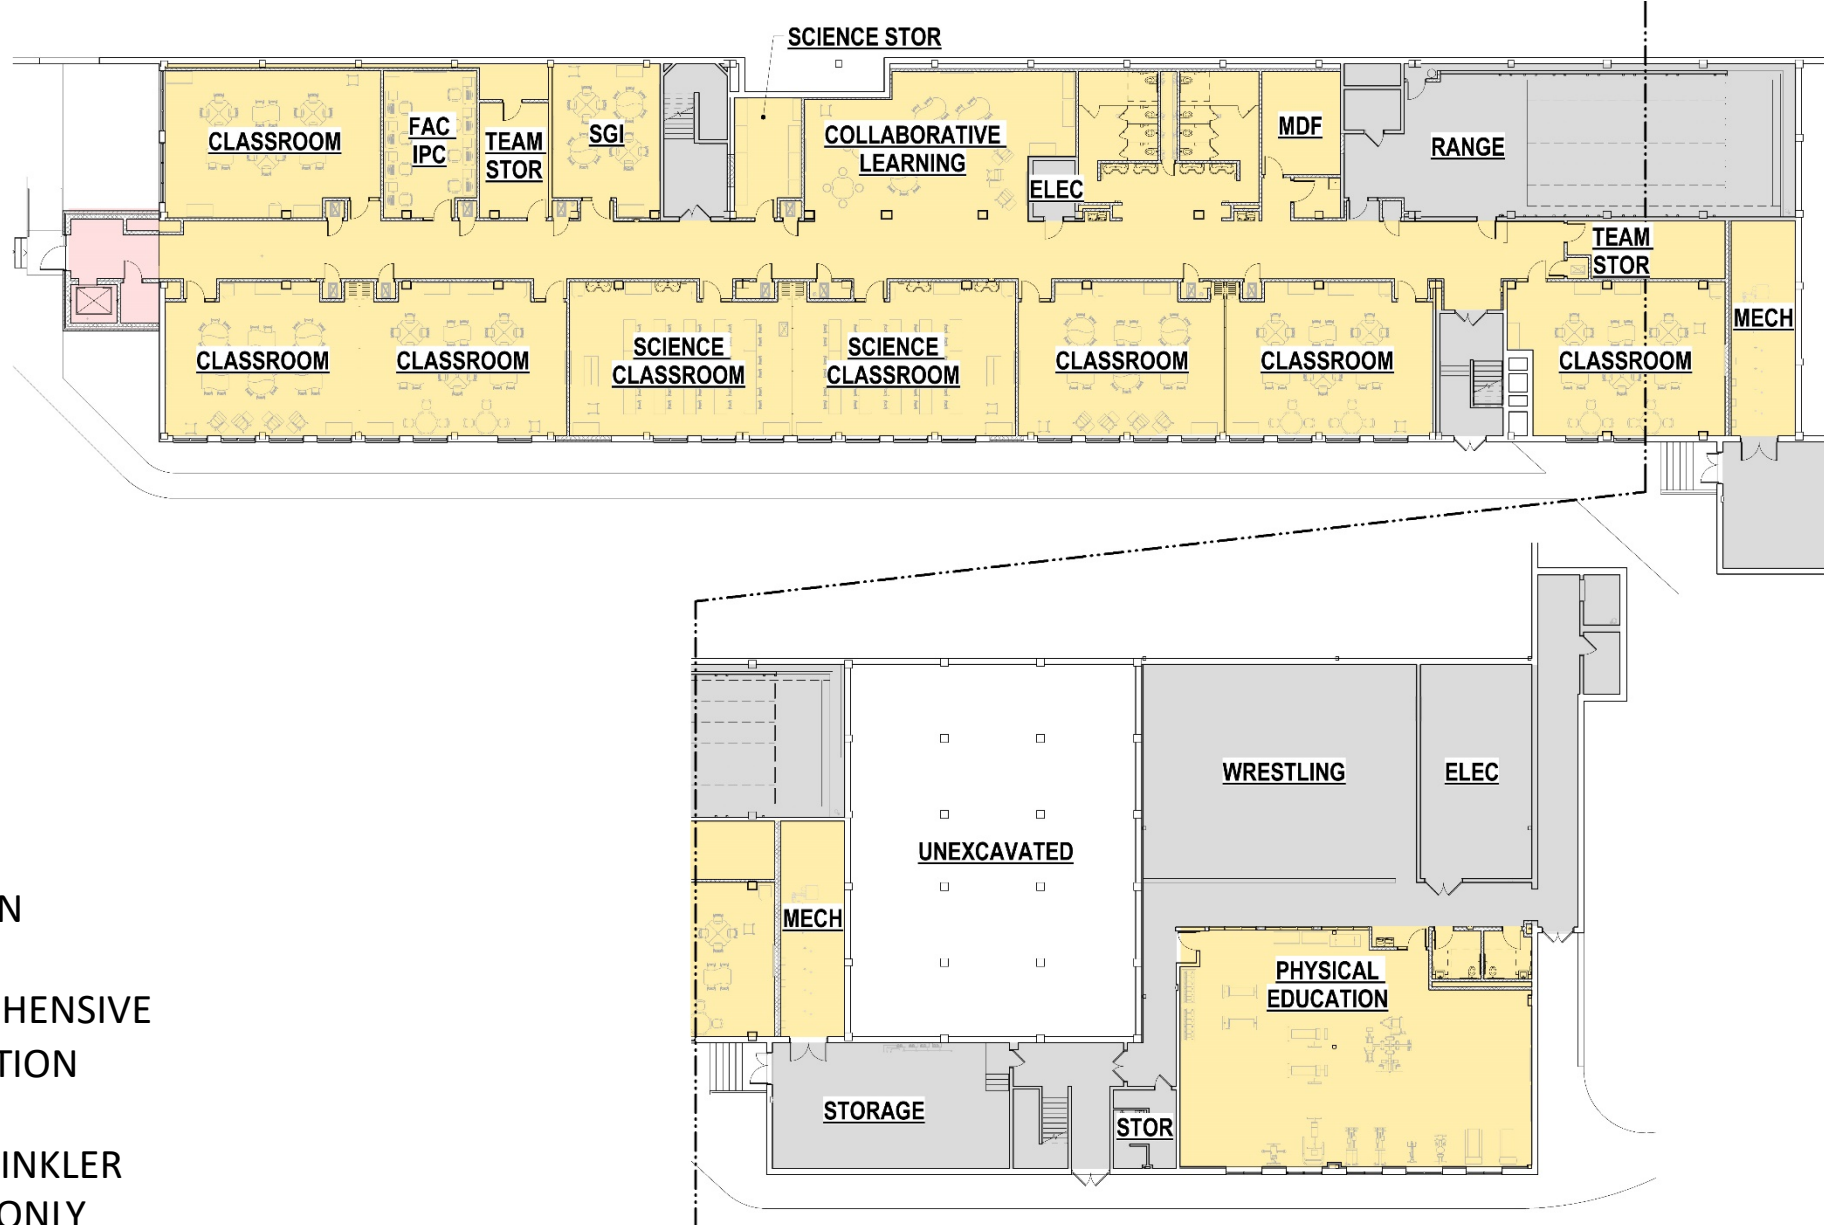 SCIENCE STOR
CLASSROOM
FAC
IPC
TEAM
STOR
SGI
COLLABORATIVE
LEARNING
ELEC
MDF
RANGE
TEAM
STOR
MECH
CLASSROOM
CLASSROOM
SCIENCE
CLASSROOM
SCIENCE
CLASSROOM
CLASSROOM
CLASSROOM
CLASSROOM
WRESTLING
ELEC
UNEXCAVATED
MECH
PHYSICAL
EDUCATION
STORAGE
STOR
N
HENSIVE
TION
INKLER
ONLY